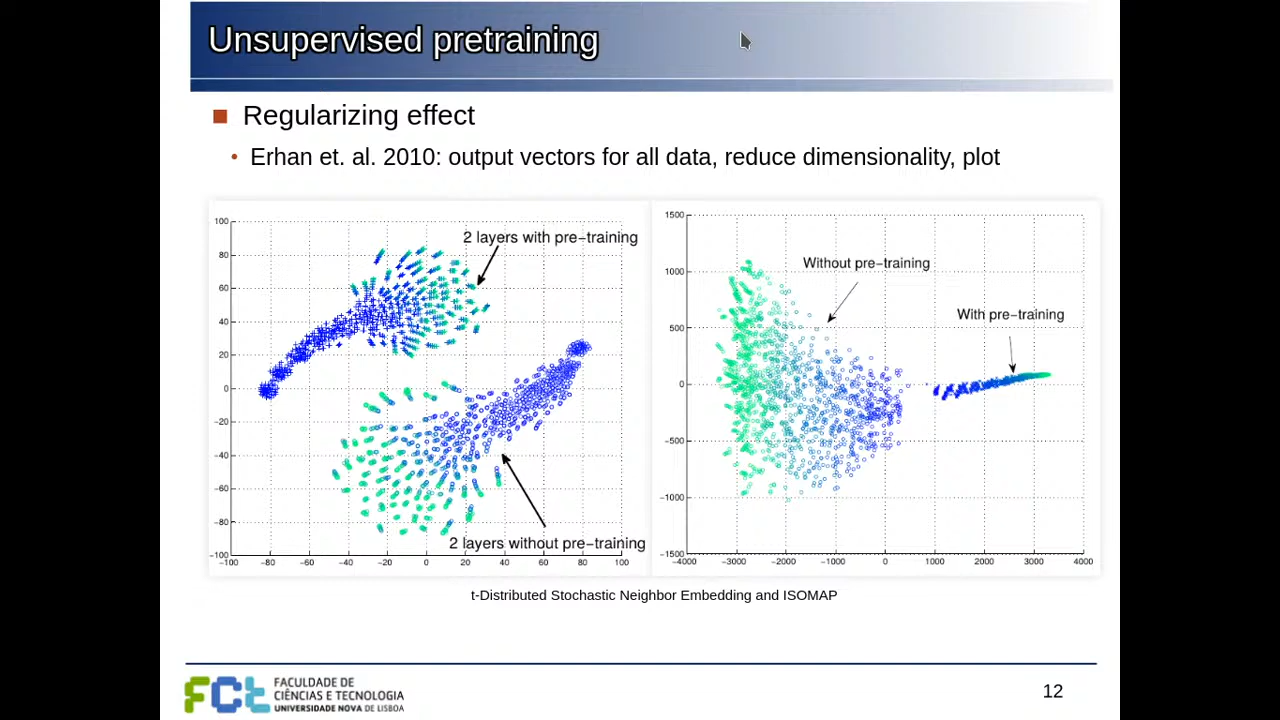 Unsupervised pretraining
Regularizing effect
Erhan et. al. 2010: output vectors for all data, reduce dimensionality, plot
100
80
60
40
20
0
−20
−40
−60
−80
−100
−100 −80 −60 −40 −20 0 20 40 60 80 100
2 layers with pre−training
2 layers without pre−training
1500
1000
500
0
−500
−1000
−1500
−4000 −3000 −2000 −1000 0 1000 2000 3000 4000
Without pre−training
With pre−training
t-Distributed Stochastic Neighbor Embedding and ISOMAP
FCt
FACULDADE DE
CIÊNCIAS E TECNOLOGIA
UNIVERSIDADE NOVA DE LISBOA
12